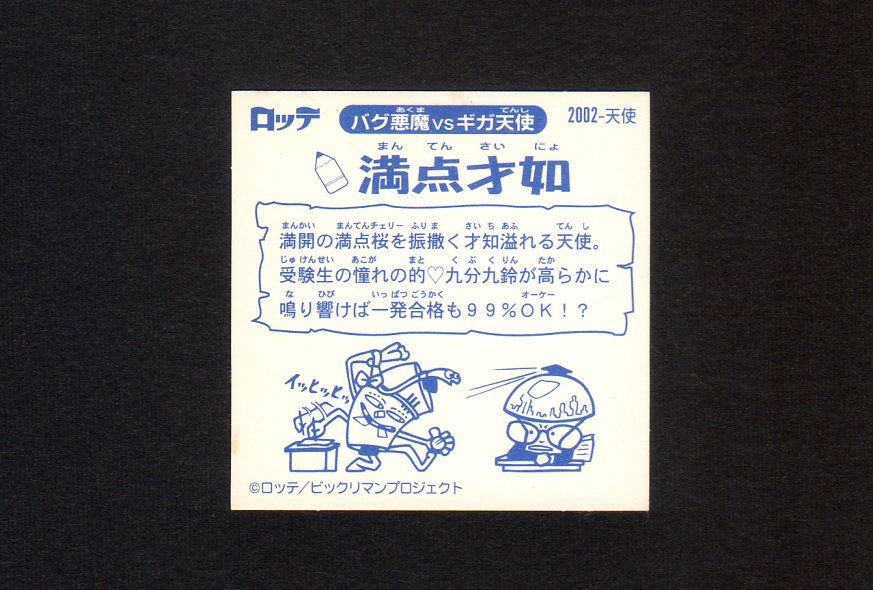 ロッテ
バグ悪魔VSギガ天使
あくま てんし
2002-天使
まん てん さい にょ
満点才如
まんかい まんてんチェリー ふりま さいち あふ てんし
満開の満点桜を振撒く才知溢れる天使。
じゅけんせい あこが まと くぶくりん たか
受験生の憧れの的♡九分九鈴が高らかに
な ひび いっぱつごうかく オーケー
鳴り響けば一発合格も99%OK!?
イッヒヒッヒッ
©ロッテ/ビックリマンプロジェクト